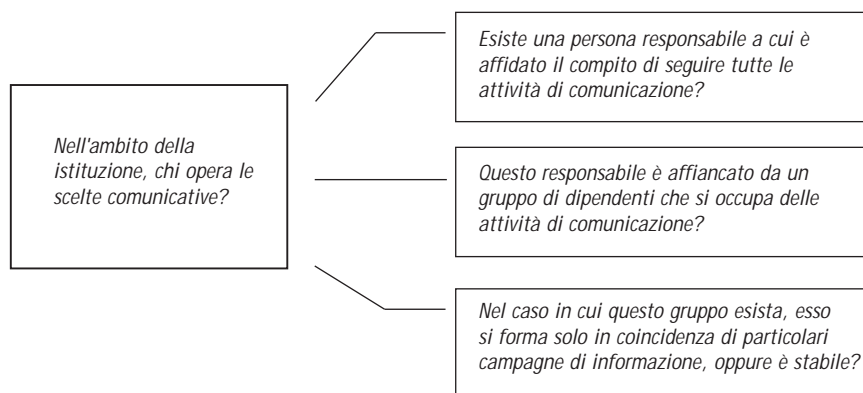 Nell'ambito della
istituzione, chi opera le
scelte comunicative?
Esiste una persona responsabile a cui è
affidato il compito di seguire tutte le
attività di comunicazione?
Questo responsabile è affiancato da un
gruppo di dipendenti che si occupa delle
attività di comunicazione?
Nel caso in cui questo gruppo esista, esso
si forma solo in coincidenza di particolari
campagne di informazione, oppure è stabile?